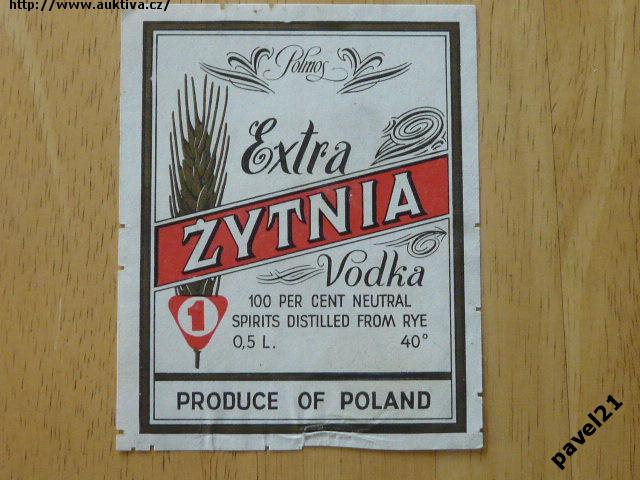 http://www.auktiva.cz/
Polmos
Extra
ŻYTNIA
Vodka
1
100 PER CENT NEUTRAL
SPIRITS DISTILLED FROM RYE
0,5 L. 40°
PRODUCE OF POLAND
pavel21